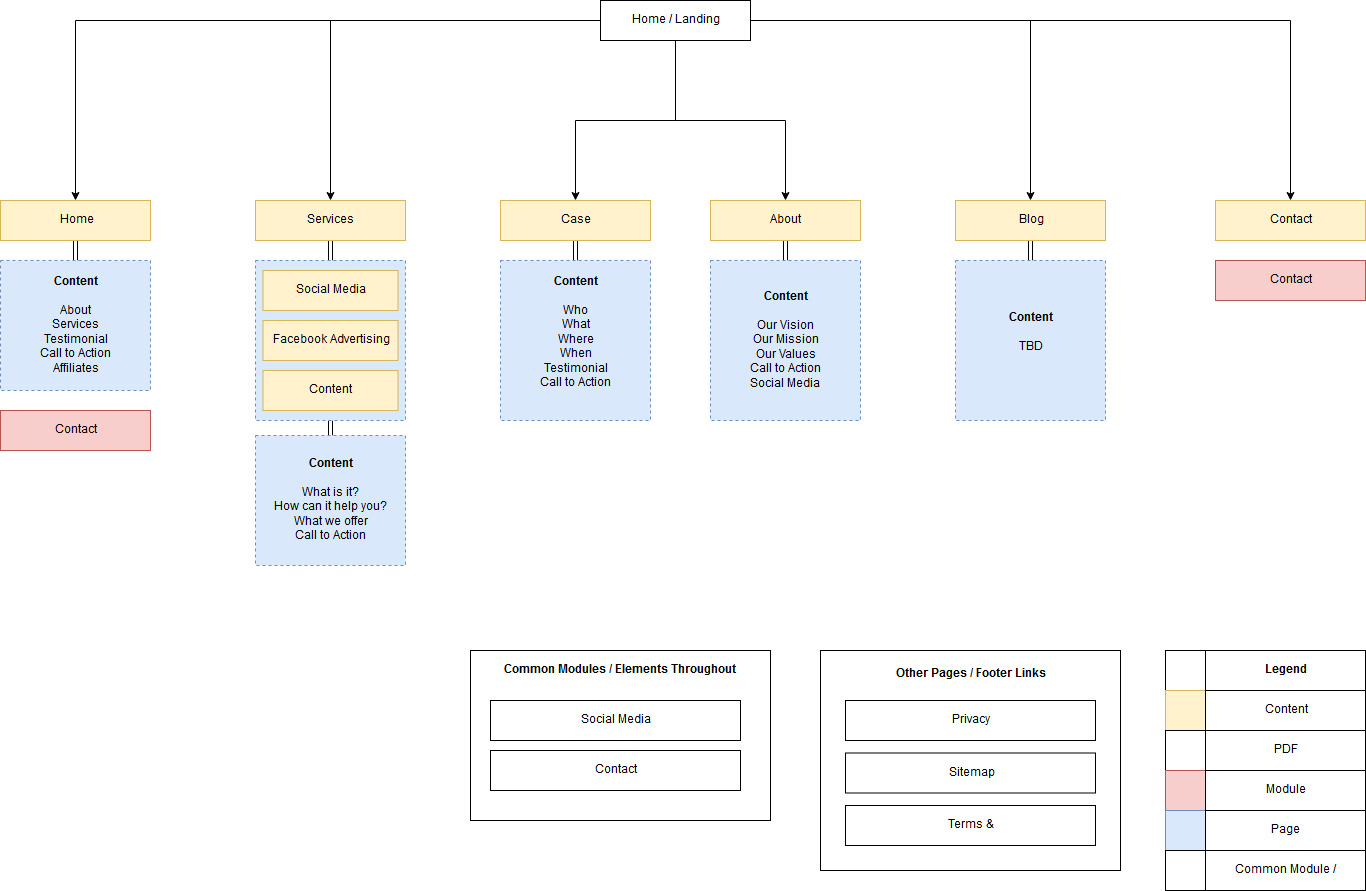 Home / Landing
Home
Services
Case
About
Blog
Contact
Content
About
Services
Testimonial
Call to Action
Affiliates
Contact
Social Media
Facebook Advertising
Content
Content
What is it?
How can it help you?
What we offer
Call to Action
Content
Who
What
Where
When
Testimonial
Call to Action
Content
Our Vision
Our Mission
Our Values
Call to Action
Social Media
Content
TBD
Contact
Common Modules / Elements Throughout
Social Media
Contact
Other Pages / Footer Links
Privacy
Sitemap
Terms &
Legend
Content
PDF
Module
Page
Common Module /